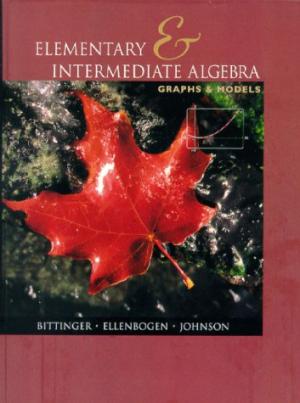 ELEMENTARY &
INTERMEDIATE ALGEBRA
GRAPHS & MODELS
BITTINGER • ELLENBOGEN • JOHNSON